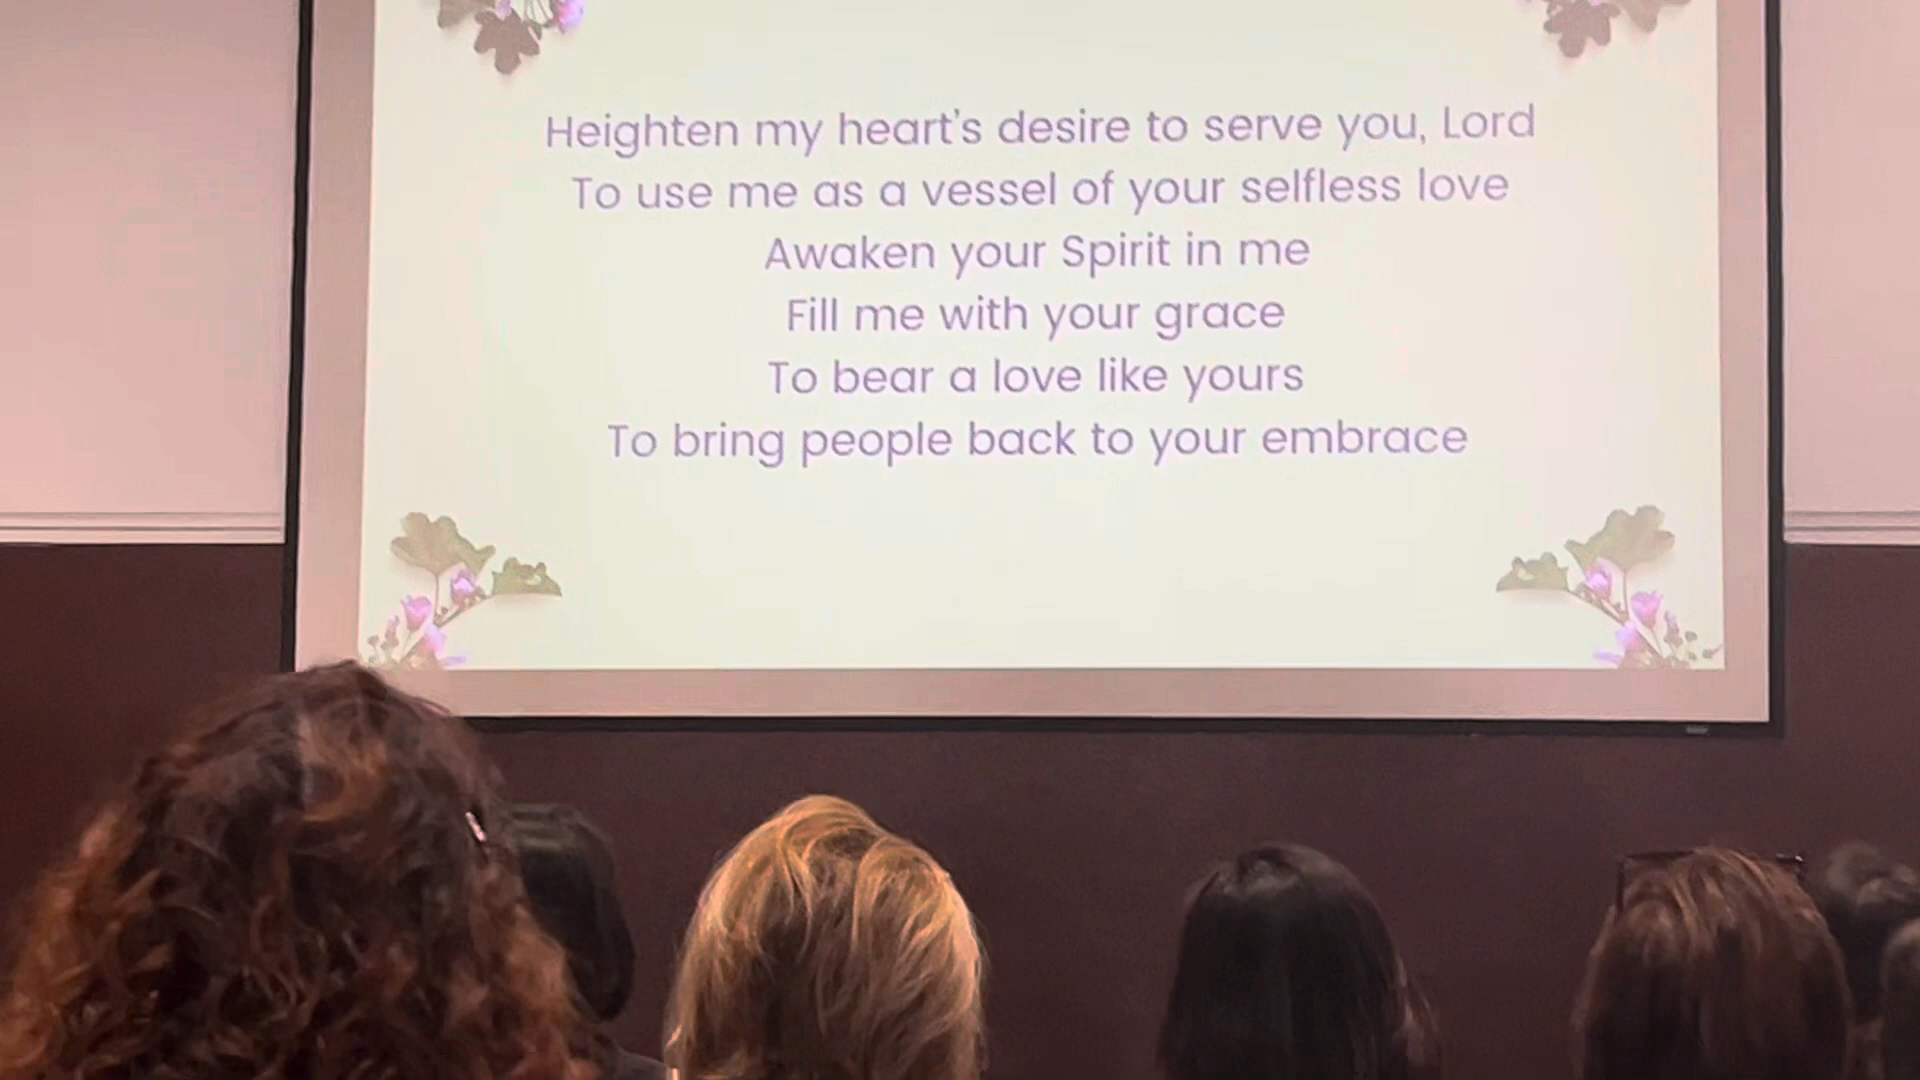 Heighten my heart's desire to serve you, Lord
To use me as a vessel of your selfless love
Awaken your Spirit in me
Fill me with your grace
To bear a love like yours
To bring people back to your embrace